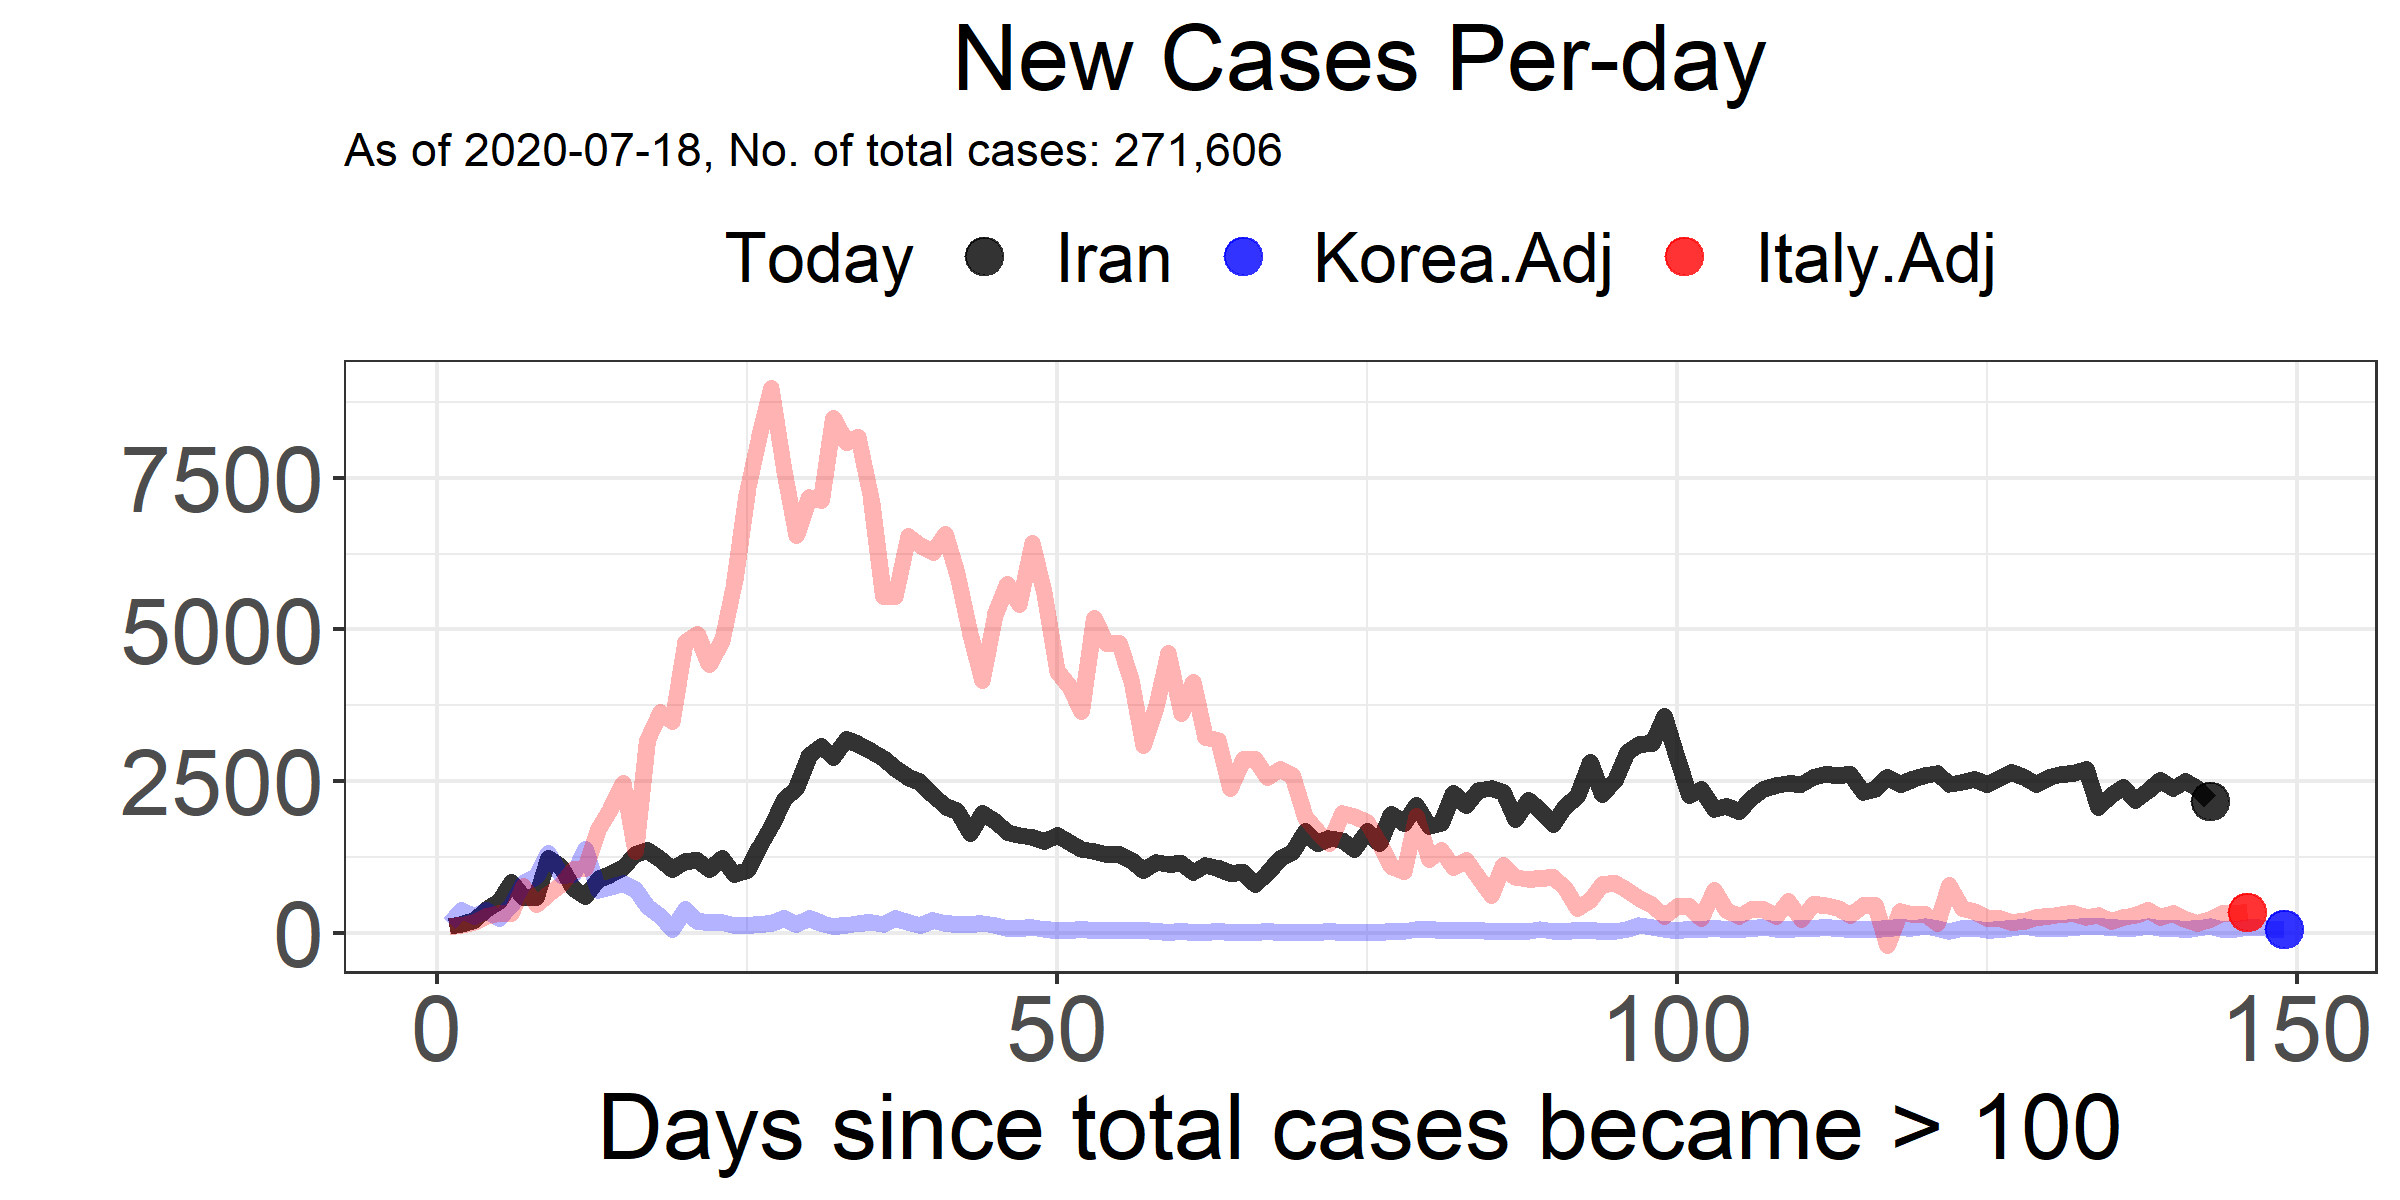 New Cases Per-day
As of 2020-07-18, No. of total cases: 271,606
Today Iran Korea.Adj Italy.Adj
7500
5000
2500
0
0 50 100 150
Days since total cases became > 100